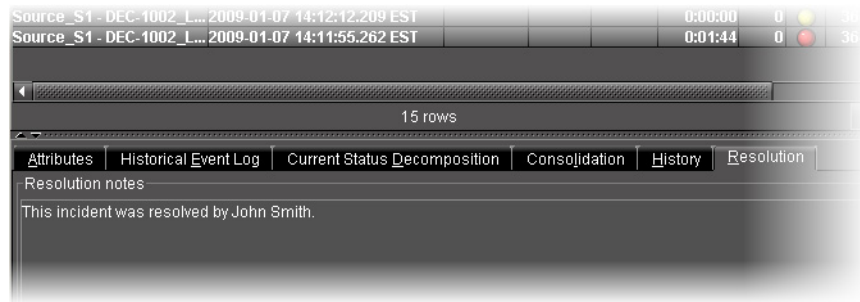 Source_S1 - DEC-1002_L... 2009-01-07 14:12:12.209 EST 0:00:00 0
Source_S1 - DEC-1002_L... 2009-01-07 14:11:55.262 EST 0:01:44 0 36
15 rows
Attributes Historical Event Log Current Status Decomposition Consolidation History Resolution
Resolution notes
This incident was resolved by John Smith.